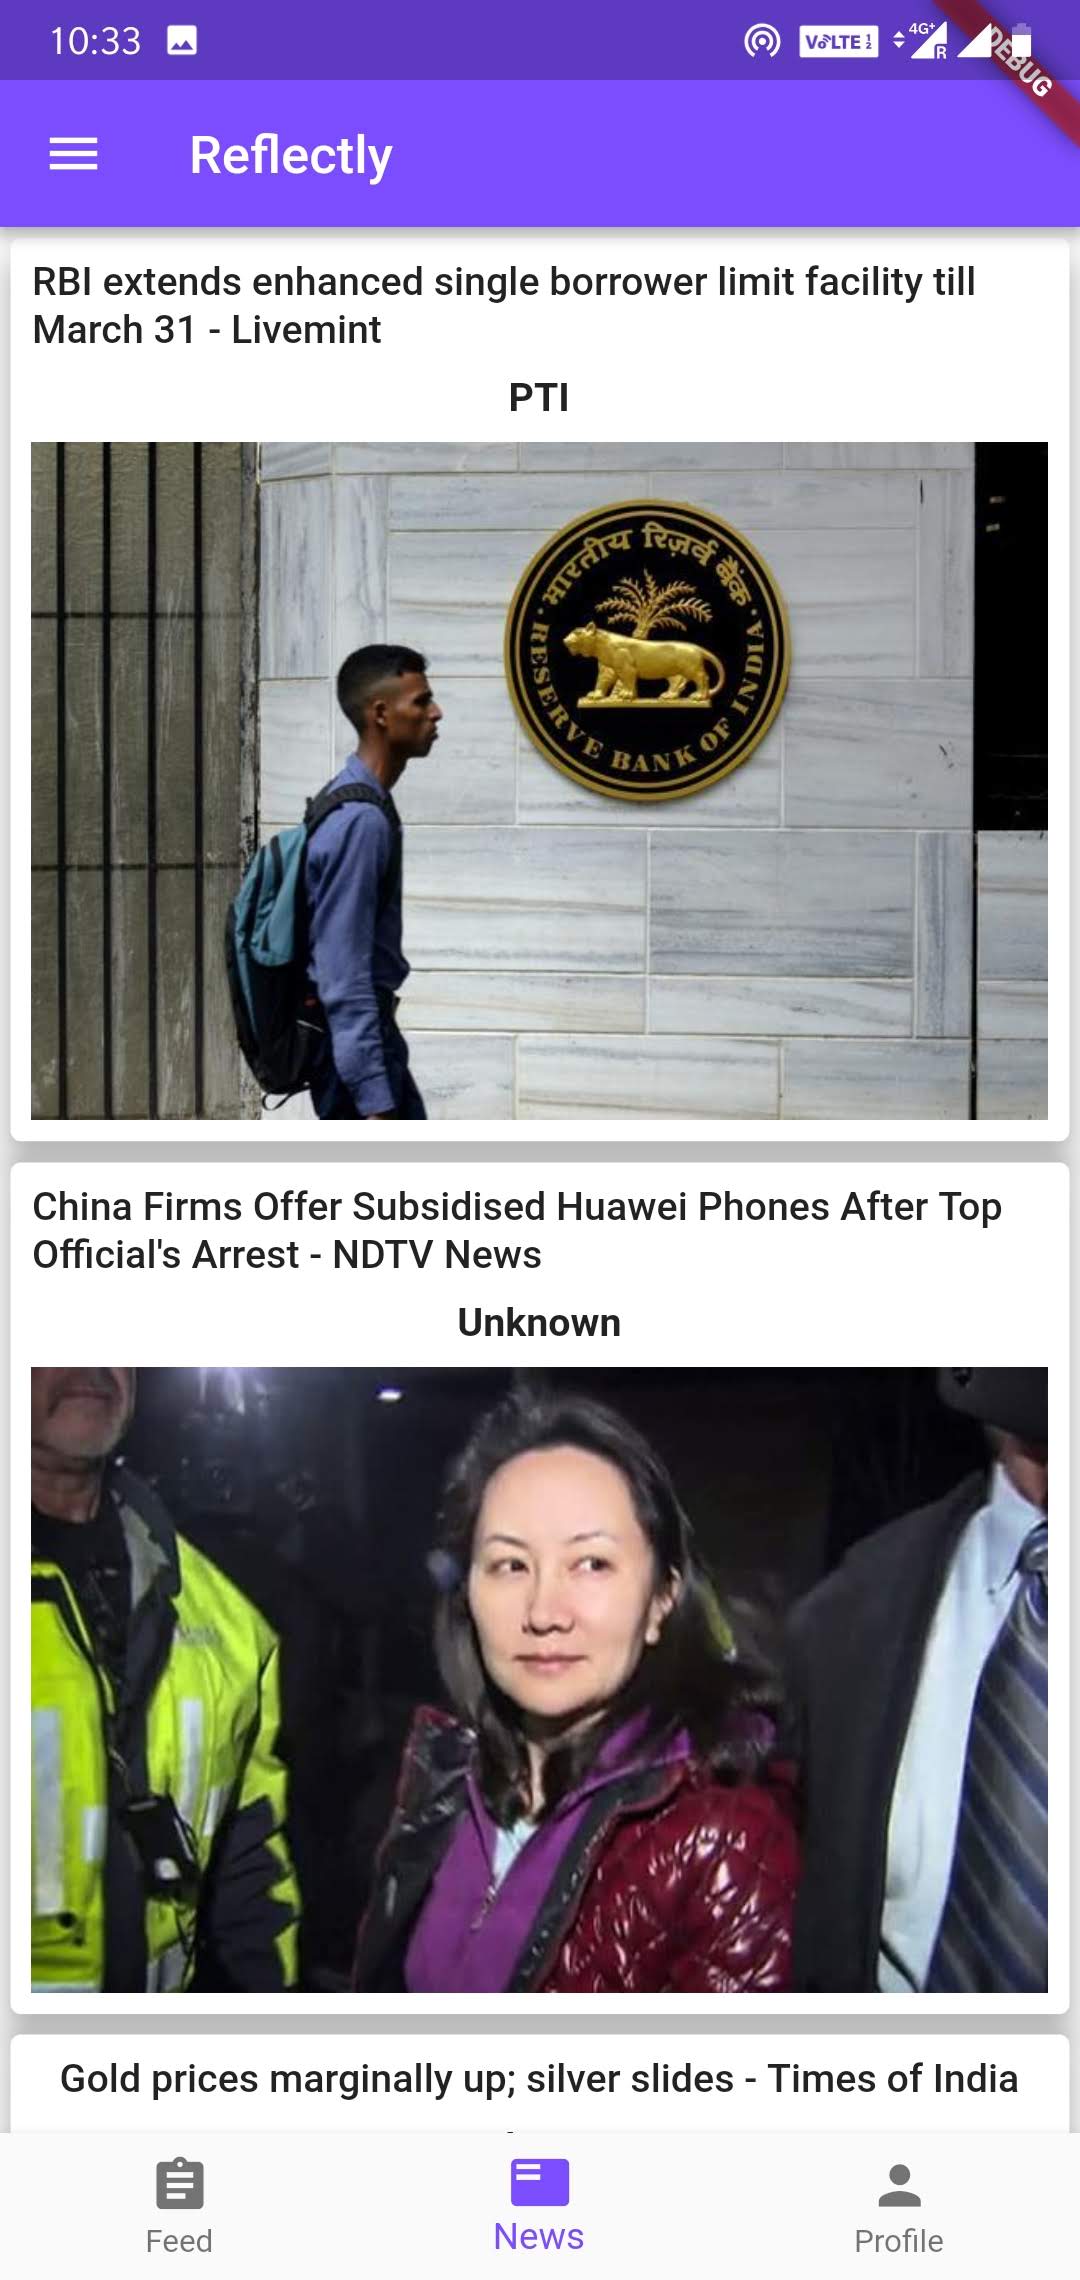 10:33
VoLTE 1 2
4G+
R
DEBUG
Reflectly
RBI extends enhanced single borrower limit facility till
March 31 - Livemint
PTI
भारतीय रिज़र्व बैंक
RESERVE BANK OF INDIA
China Firms Offer Subsidised Huawei Phones After Top
Official's Arrest - NDTV News
Unknown
Gold prices marginally up; silver slides - Times of India
Feed
News
Profile